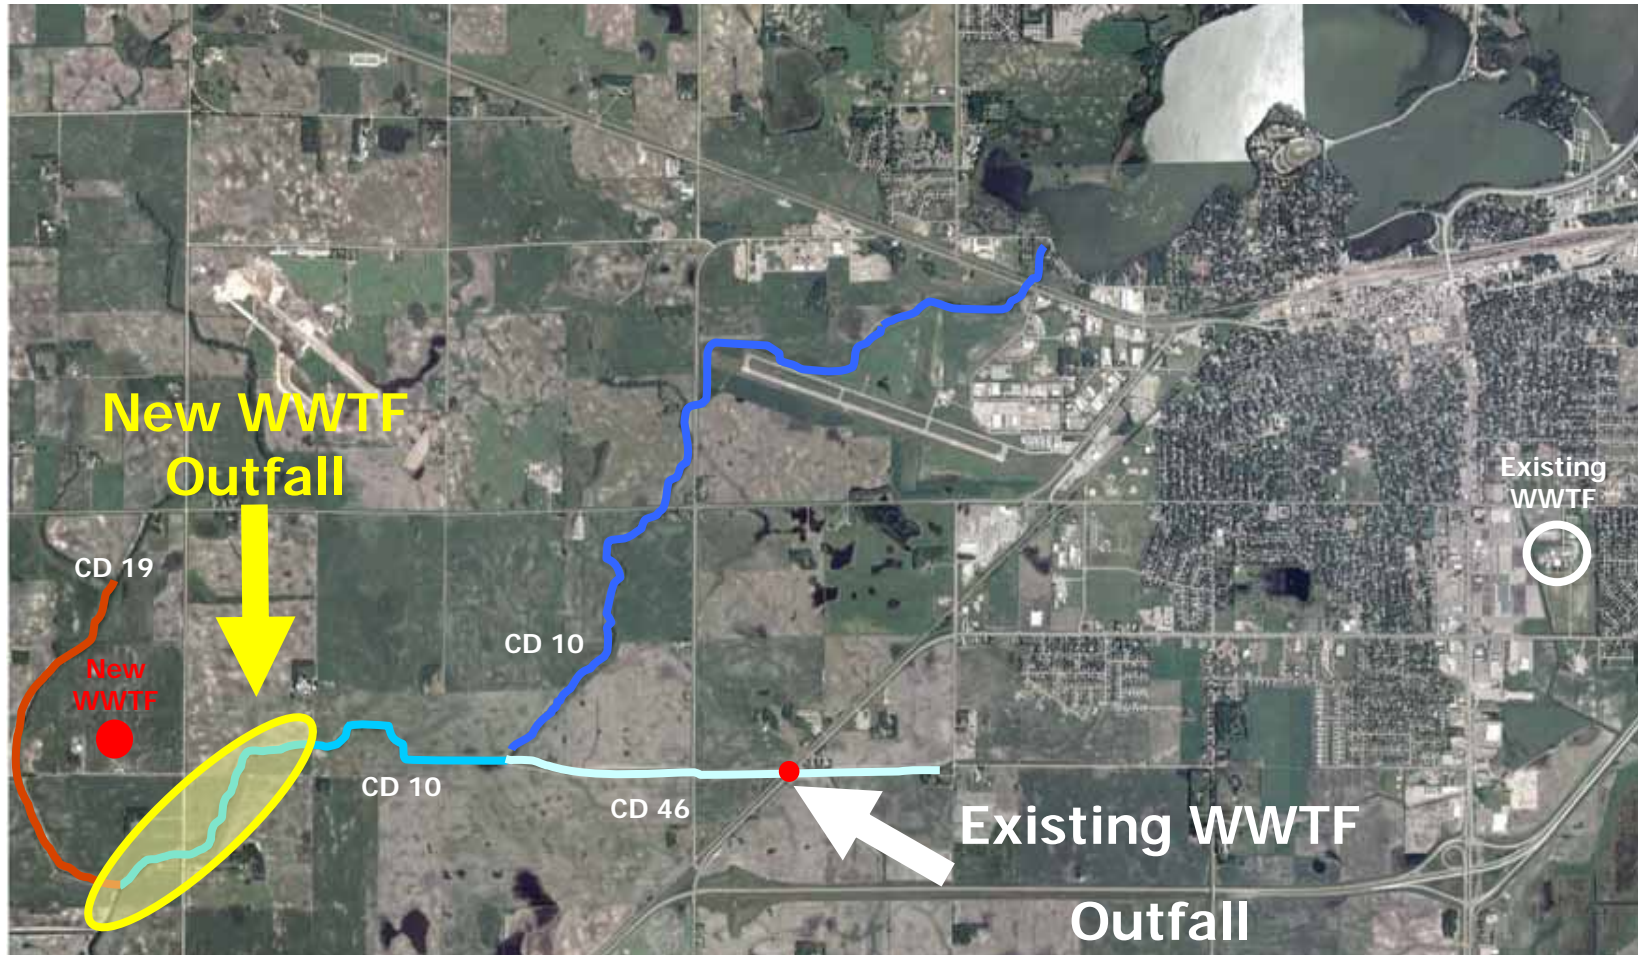 New WWTF
Outfall
Existing
WWTF
CD 19
CD 10
New
WWTF
CD 10
CD 46
Existing WWTF
Outfall